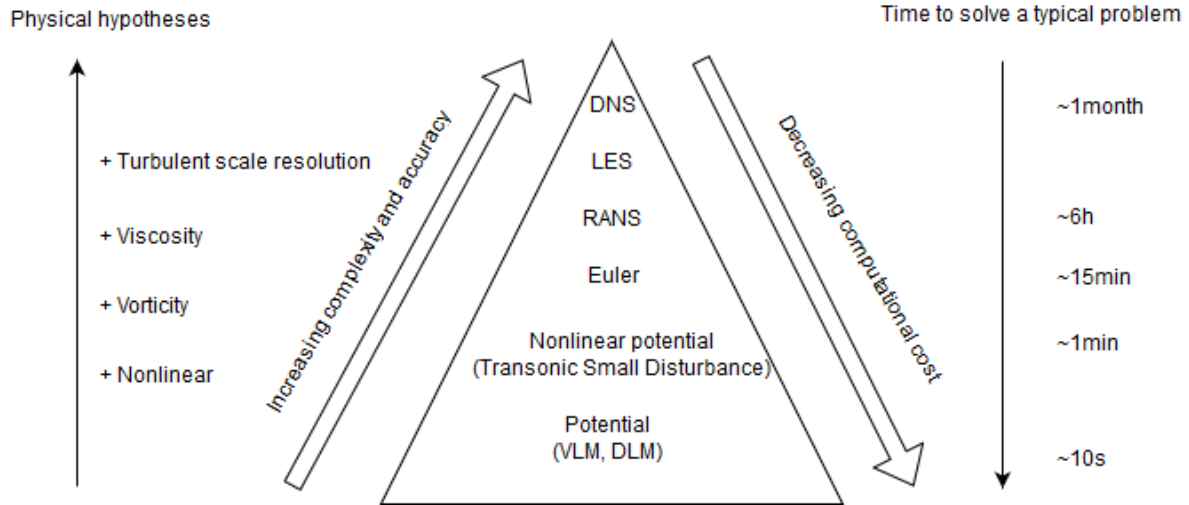 Physical hypotheses
Time to solve a typical problem
DNS
~1month
+ Turbulent scale resolution
LES
Increasing complexity and accuracy
Decreasing computational cost
RANS
~6h
+ Viscosity
Euler
~15min
+ Vorticity
Nonlinear potential
(Transonic Small Disturbance)
~1min
+ Nonlinear
Potential
(VLM, DLM)
~10s